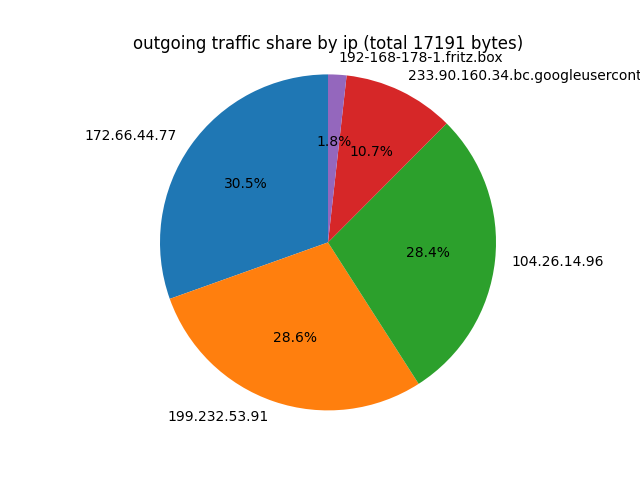 outgoing traffic share by ip (total 17191 bytes)
192-168-178-1.fritz.box
233.90.160.34.bc.googleusercont
172.66.44.77
1.8%
10.7%
30.5%
28.4%
104.26.14.96
28.6%
199.232.53.91